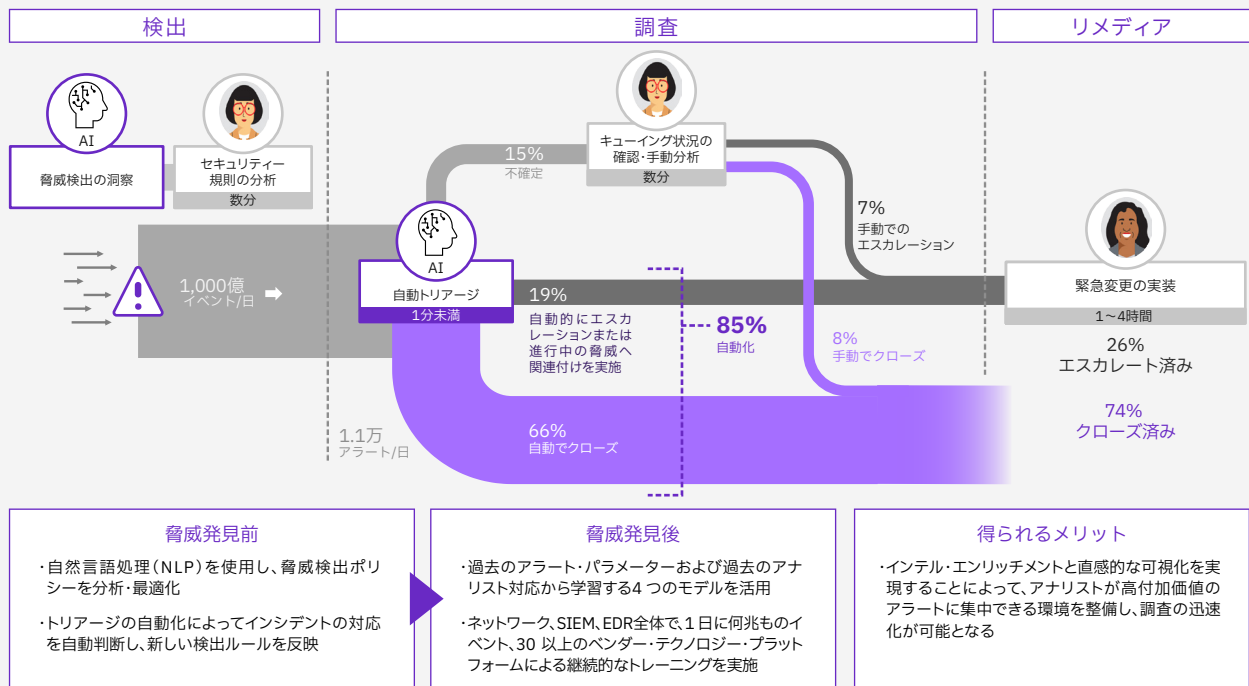 検出
調査
リメディア
AI
脅威検出の洞察
セキュリティー
規則の分析
数分
キューイング状況の
確認・手動分析
数分
15%
不確定
7%
手動での
エスカレーション
1,000億
イベント/日
AI
自動トリアージ
1分未満
19%
自動的にエスカ
レーションまたは
進行中の脅威へ
関連付けを実施
85%
自動化
8%
手動でクローズ
緊急変更の実装
1〜4時間
26%
エスカレート済み
74%
クローズ済み
1.1万
アラート/日
66%
自動でクローズ
脅威発見前
・自然言語処理(NLP)を使用し、脅威検出ポリ
シーを分析・最適化
・トリアージの自動化によってインシデントの対応
を自動判断し、新しい検出ルールを反映
脅威発見後
・過去のアラート・パラメーターおよび過去のアナ
リスト対応から学習する4 つのモデルを活用
・ネットワーク、SIEM、EDR全体で、1 日に何兆ものイ
ベント、30 以上のベンダー・テクノロジー・プラット
フォームによる継続的なトレーニングを実施
得られるメリット
・インテル・エンリッチメントと直感的な可視化を実
現することによって、アナリストが高付加価値の
アラートに集中できる環境を整備し、調査の迅速
化が可能となる